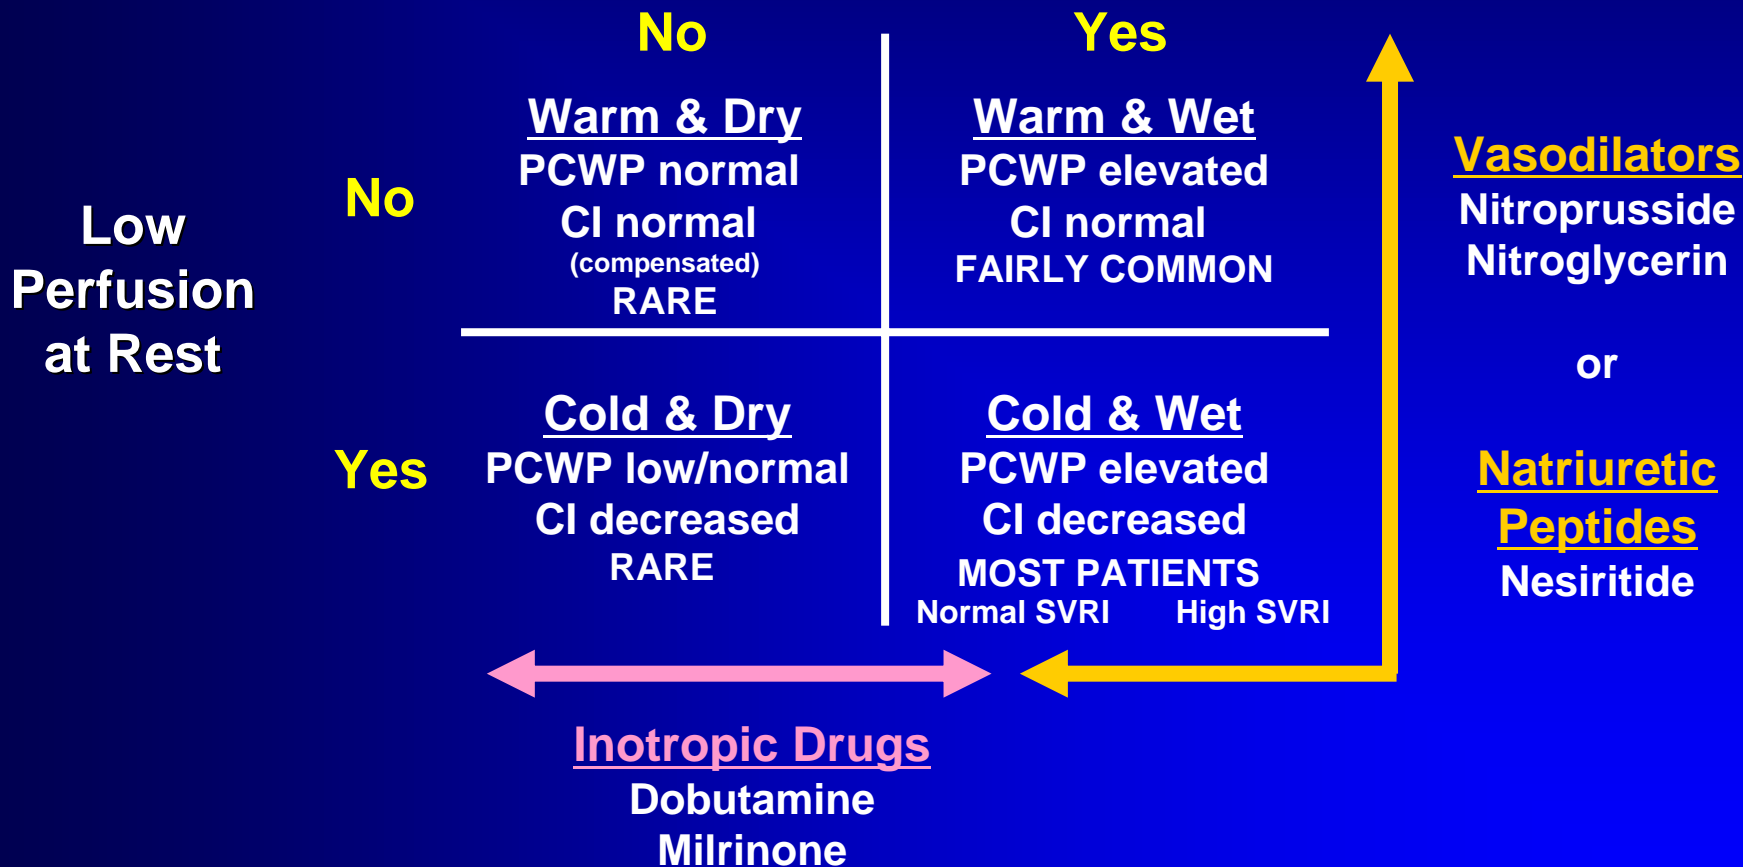 No
Yes
Low
Perfusion
at Rest
No
Warm & Dry
PCWP normal
CI normal
(compensated)
RARE
Warm & Wet
PCWP elevated
CI normal
FAIRLY COMMON
Yes
Cold & Dry
PCWP low/normal
CI decreased
RARE
Cold & Wet
PCWP elevated
CI decreased
MOST PATIENTS
Normal SVRI High SVRI
Vasodilators
Nitroprusside
Nitroglycerin
or
Natriuretic
Peptides
Nesiritide
Inotropic Drugs
Dobutamine
Milrinone